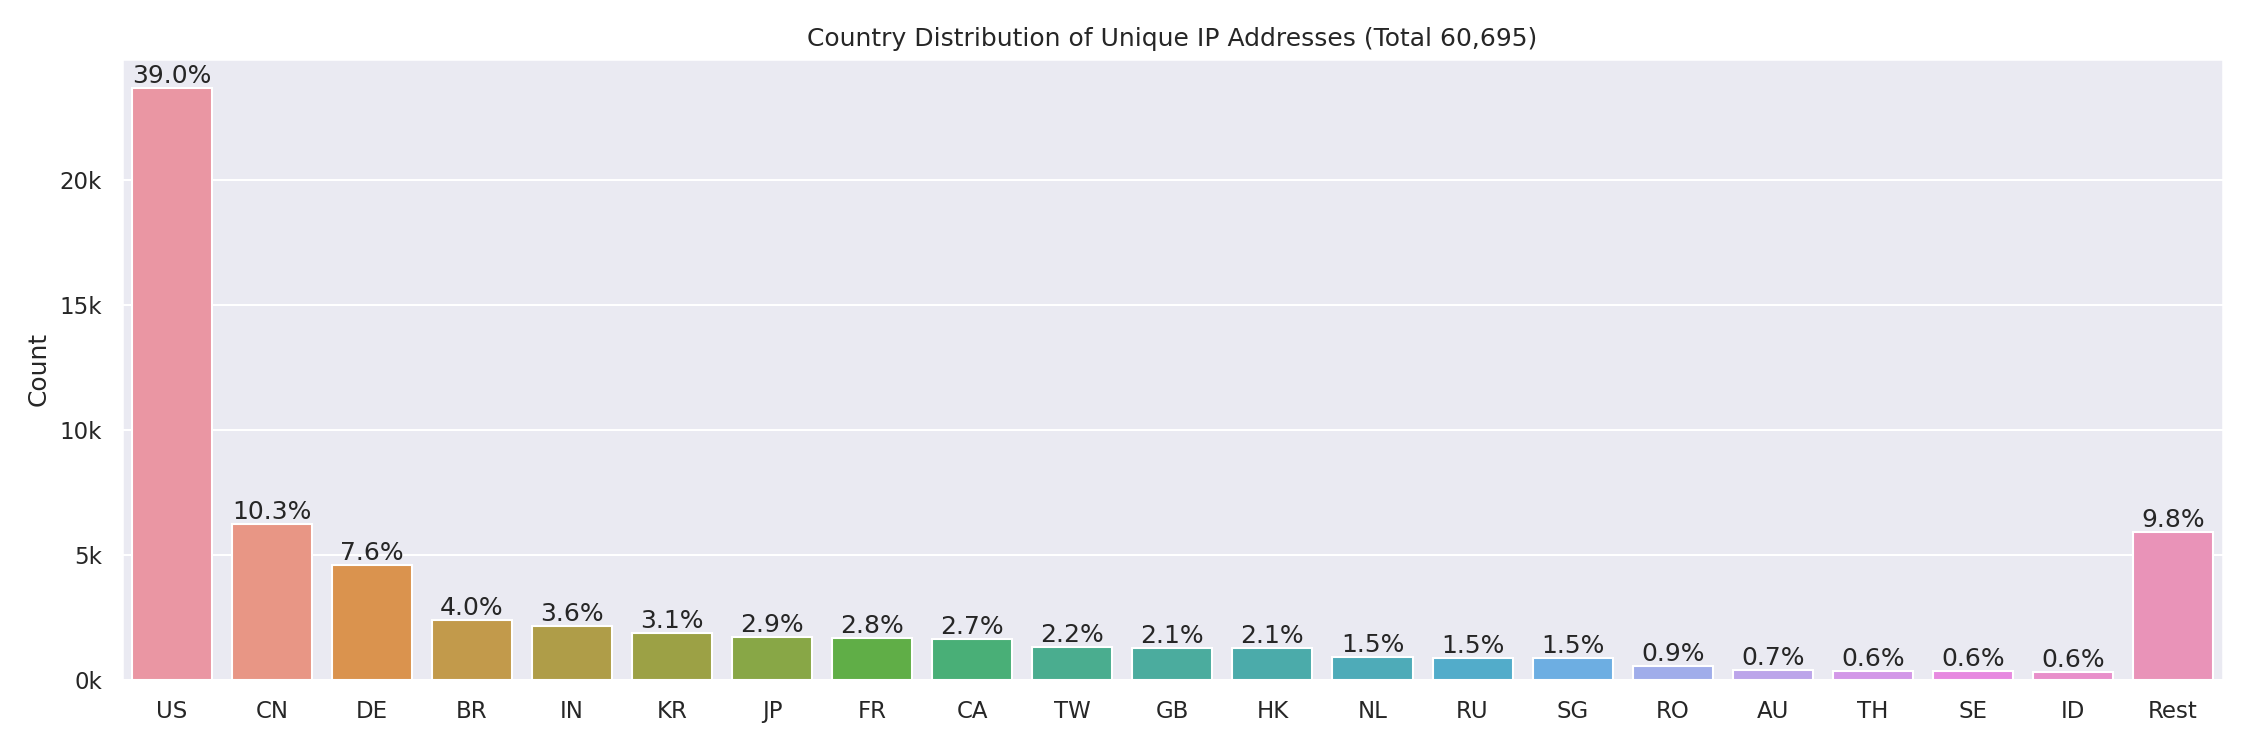 Country Distribution of Unique IP Addresses (Total 60,695)
Count
20k
15k
10k
5k
0k
39.0%
10.3%
7.6%
4.0%
3.6%
3.1%
2.9%
2.8%
2.7%
2.2%
2.1%
2.1%
1.5%
1.5%
1.5%
0.9%
0.7%
0.6%
0.6%
0.6%
9.8%
US CN DE BR IN KR JP FR CA TW GB HK NL RU SG RO AU TH SE ID Rest